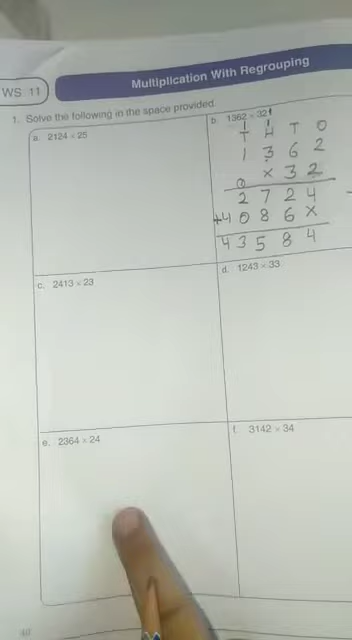 WS 11
Multiplication With Regrouping
1. Solve the following in the space provided.
a. 2124 × 25
b. 1362 × 32
T H T O
1 3 6 2
× 3 2
2 7 2 4
+4 0 8 6 ×
4 3 5 8 4
c. 2413 × 23
d. 1243 × 33
e. 2364 × 24
f. 3142 × 34
40